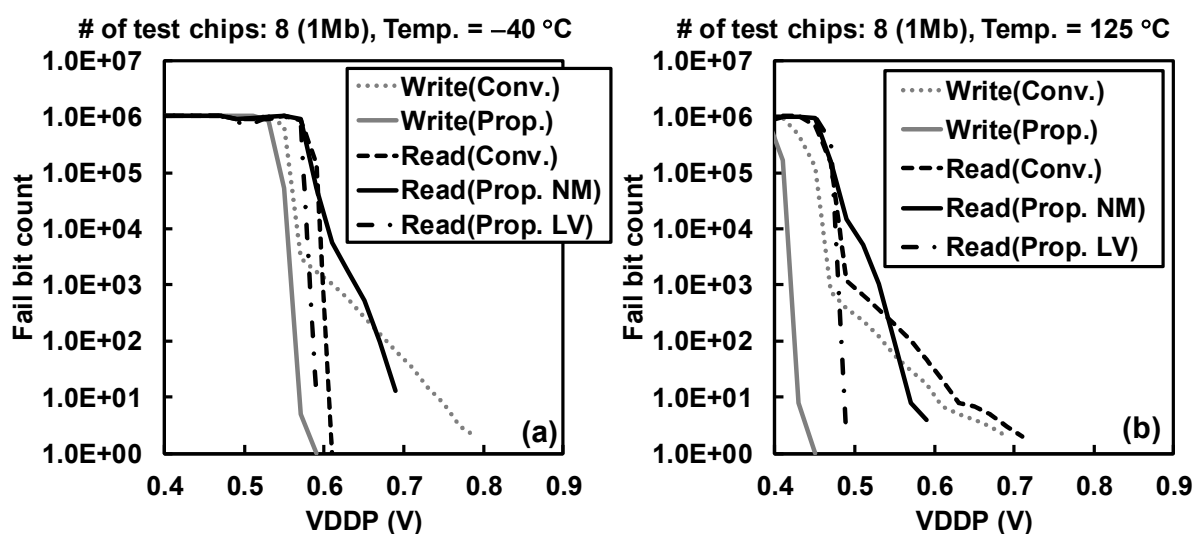 # of test chips: 8 (1Mb), Temp. = −40 °C
1.0E+07
1.0E+06
1.0E+05
1.0E+04
1.0E+03
1.0E+02
1.0E+01
1.0E+00
Fail bit count
Write(Conv.)
Write(Prop.)
Read(Conv.)
Read(Prop. NM)
Read(Prop. LV)
(a)
0.4 0.5 0.6 0.7 0.8 0.9
VDDP (V)
# of test chips: 8 (1Mb), Temp. = 125 °C
1.0E+07
1.0E+06
1.0E+05
1.0E+04
1.0E+03
1.0E+02
1.0E+01
1.0E+00
Fail bit count
Write(Conv.)
Write(Prop.)
Read(Conv.)
Read(Prop. NM)
Read(Prop. LV)
(b)
0.4 0.5 0.6 0.7 0.8 0.9
VDDP (V)